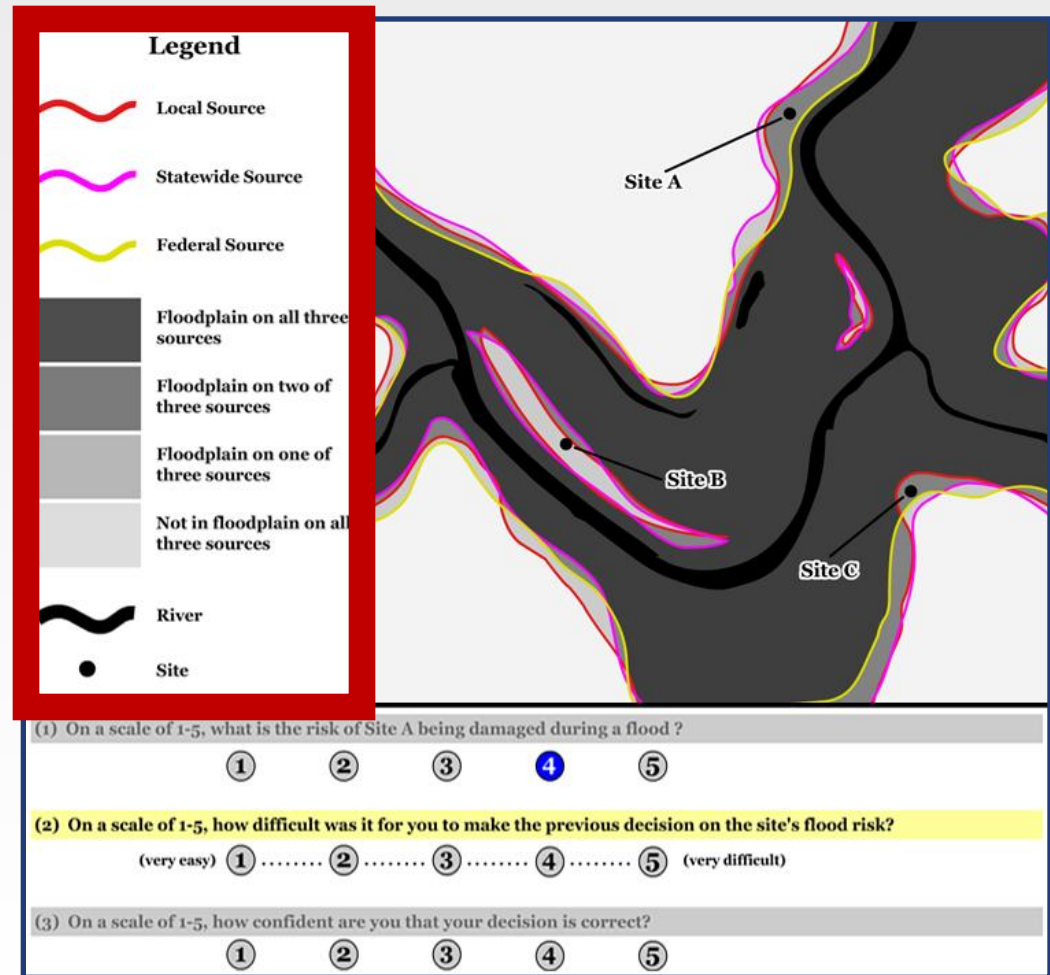 Legend
Local Source
Statewide Source
Federal Source
Floodplain on all three
sources
Floodplain on two of
three sources
Floodplain on one of
three sources
Not in floodplain on all
three sources
River
Site
Site A
Site B
Site C
(1) On a scale of 1-5, what is the risk of Site A being damaged during a flood ?
1 2 3 4 5
(2) On a scale of 1-5, how difficult was it for you to make the previous decision on the site's flood risk?
(very easy) 1 ........ 2 ........ 3 ........ 4 ........ 5 (very difficult)
(3) On a scale of 1-5, how confident are you that your decision is correct?
1 2 3 4 5